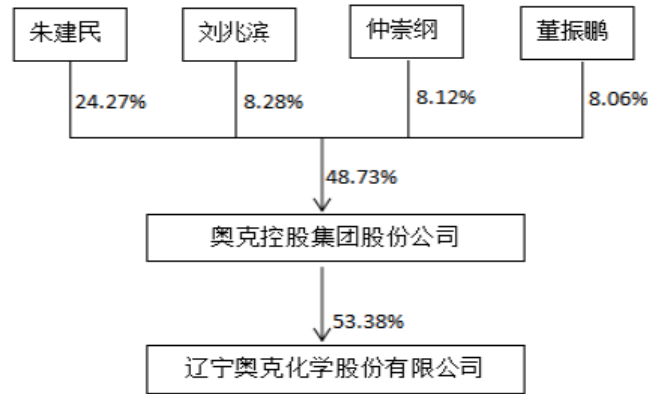 朱建民
刘兆滨
仲崇纲
董振鹏
24.27%
8.28%
8.12%
8.06%
48.73%
奥克控股集团股份公司
53.38%
辽宁奥克化学股份有限公司